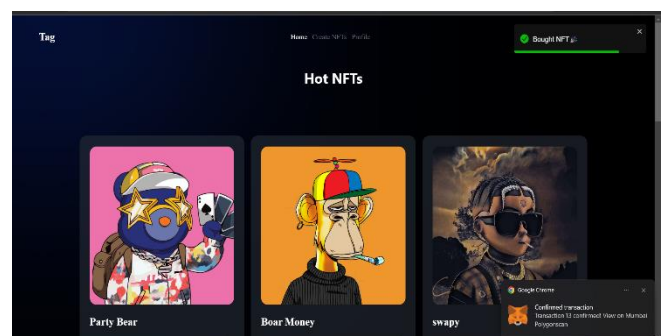 Tag
Home Create NFTs Profile
Bought NFT🎉
Hot NFTs
Party Bear
Boar Money
swapy
Google Chrome
Confirmed transaction
Transaction 13 confirmed! View on Mumbai
Polygonscan